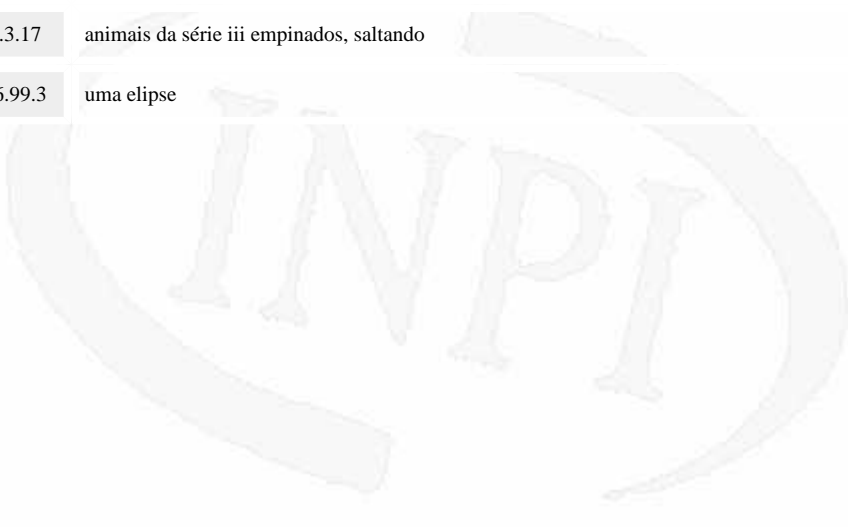 .3.17 animais da série iii empinados, saltando
6.99.3 uma elipse
INPI